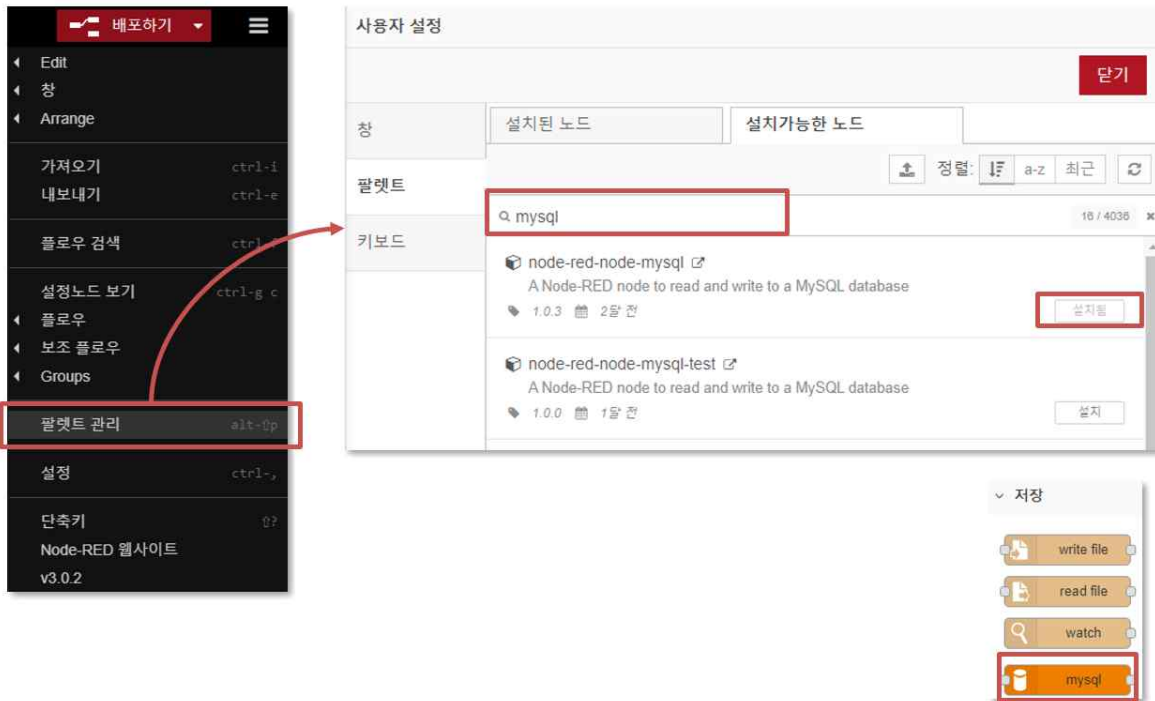 배포하기
Edit
창
Arrange
가져오기 ctrl-i
내보내기 ctrl-e
플로우 검색 ctrl-f
설정노드 보기 ctrl-g c
플로우
보조 플로우
Groups
팔렛트 관리 alt-⇧p
설정 ctrl-,
단축키 ⇧?
Node-RED 웹사이트
v3.0.2
사용자 설정
닫기
창
팔렛트
키보드
설치된 노드 설치가능한 노드
정렬: a-z 최근
mysql 16 / 4036
node-red-node-mysql
A Node-RED node to read and write to a MySQL database
1.0.3 2달 전 설치됨
node-red-node-mysql-test
A Node-RED node to read and write to a MySQL database
1.0.0 1달 전 설치
저장
write file
read file
watch
mysql